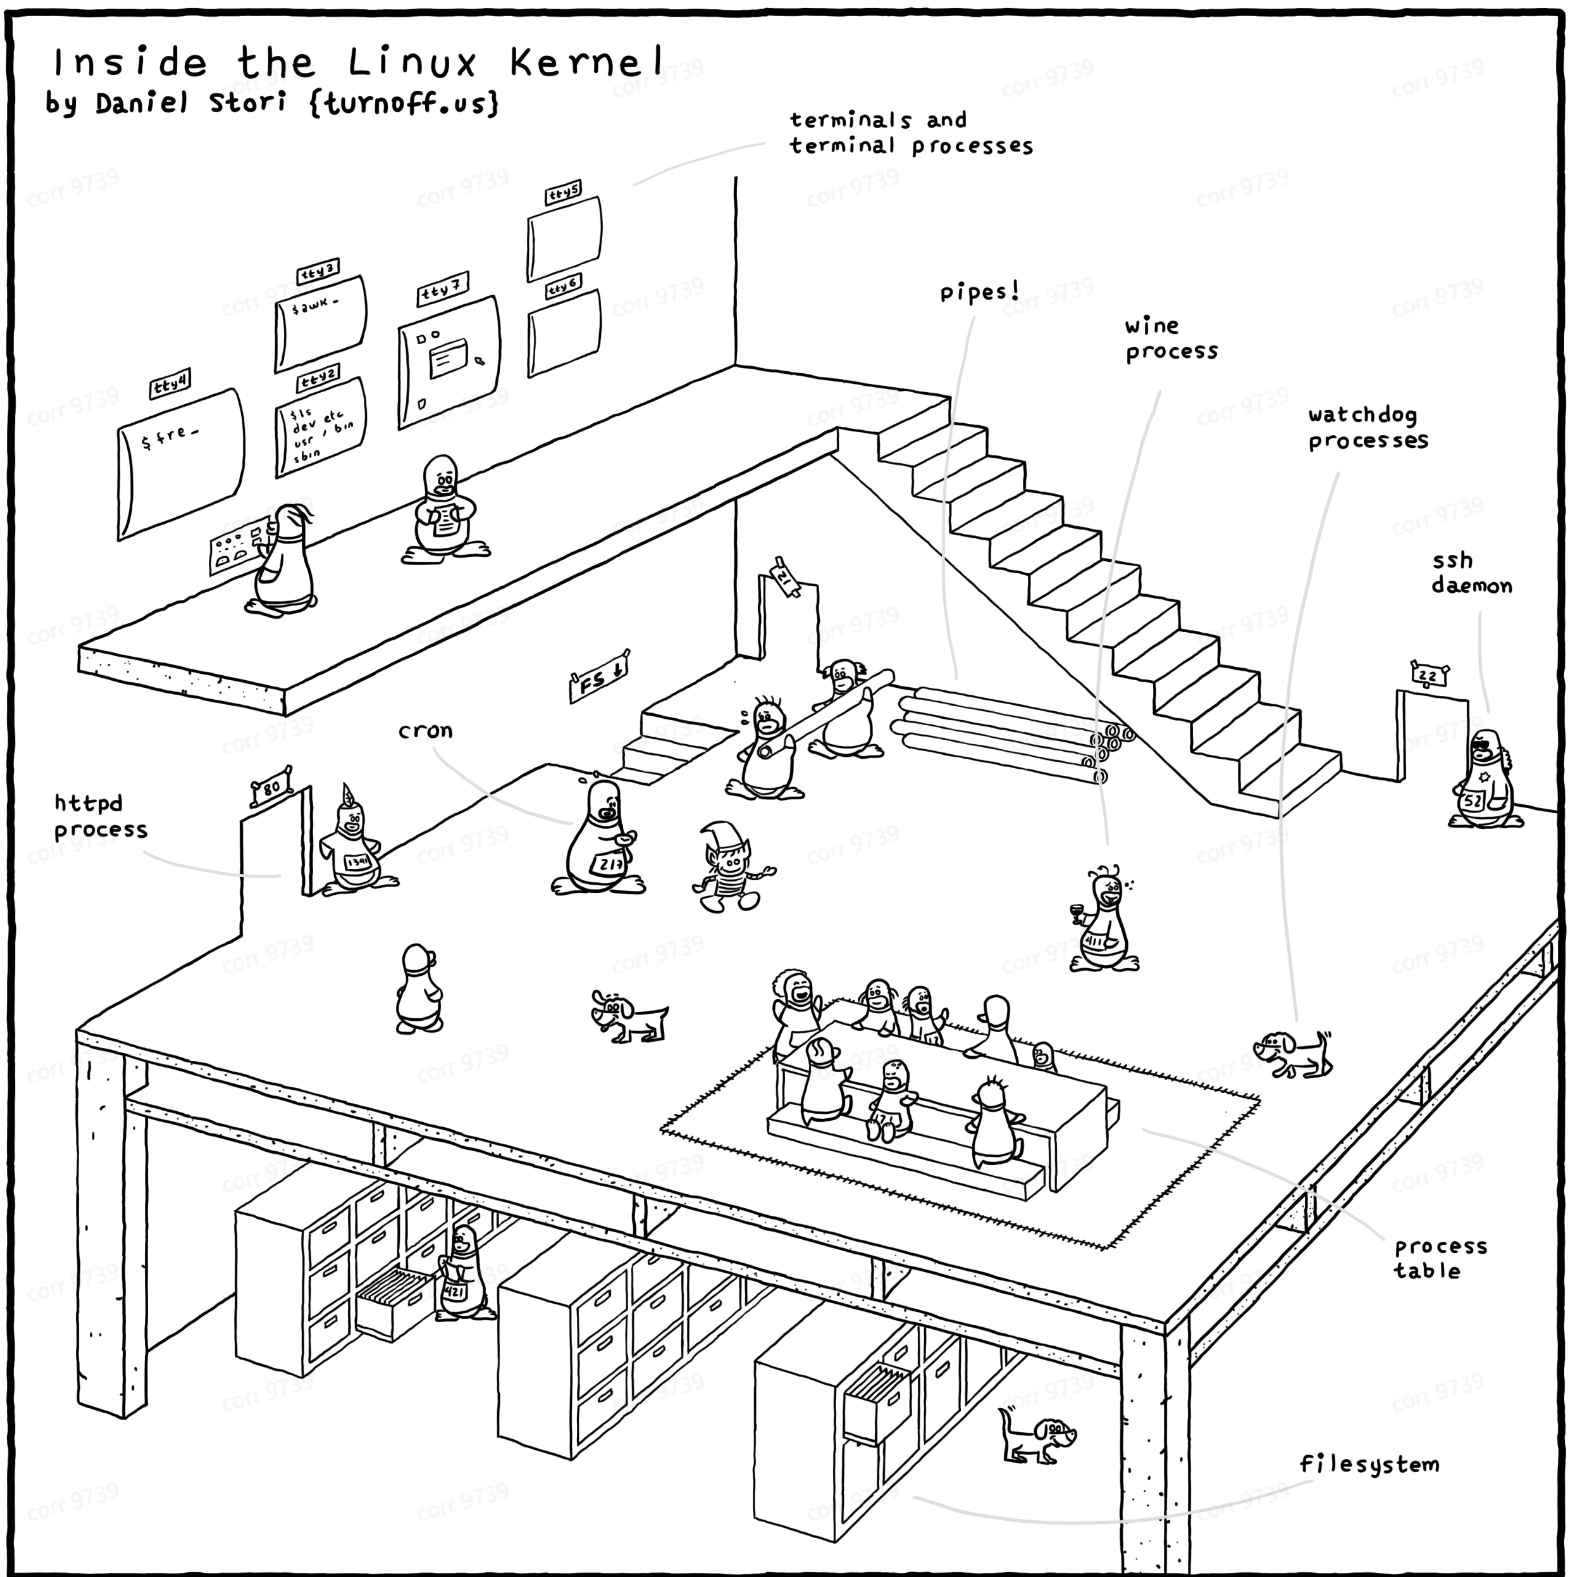 Inside the Linux Kernel
by Daniel Stori {turnoff.us}
terminals and
terminal processes
tty5
tty3
$awk_
tty7
tty6
pipes!
wine
process
tty4
$fre_
tty2
$ls
dev etc
usr / bin
sbin
watchdog
processes
ssh
daemon
21
FS ↓
22
cron
80
httpd
process
52
1341
217
411
421
process
table
filesystem
corr 9739